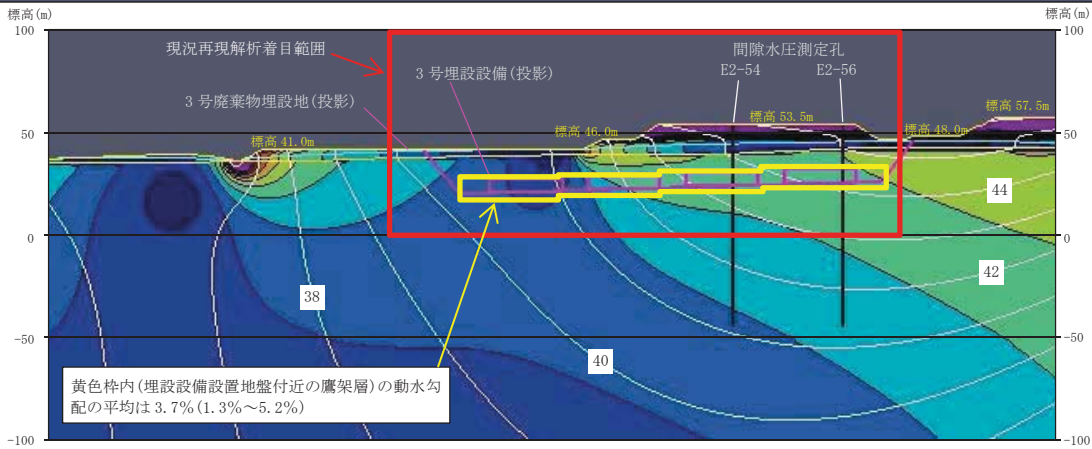 標高(m)
標高(m)
100
100
現況再現解析着目範囲
間隙水圧測定孔
3号埋設設備(投影)
E2-54
E2-56
3号廃棄物埋設地(投影)
標高 57.5m
標高 53.5m
50
標高 41.0m
標高 46.0m
標高 48.0m
50
44
0
0
42
38
-50
-50
40
黄色枠内(埋設設備設置地盤付近の鷹架層)の動水勾
配の平均は 3.7%(1.3%～5.2%)
-100
-100